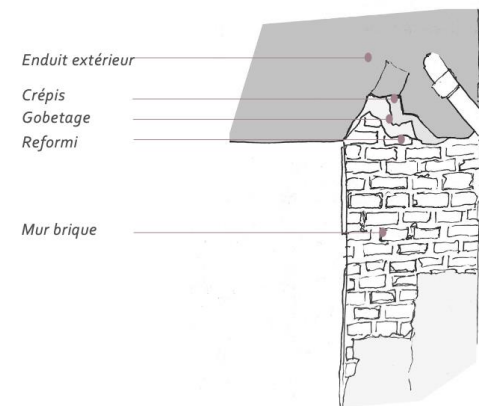 Enduit extérieur
Crépis
Gobetage
Reformi
Mur brique